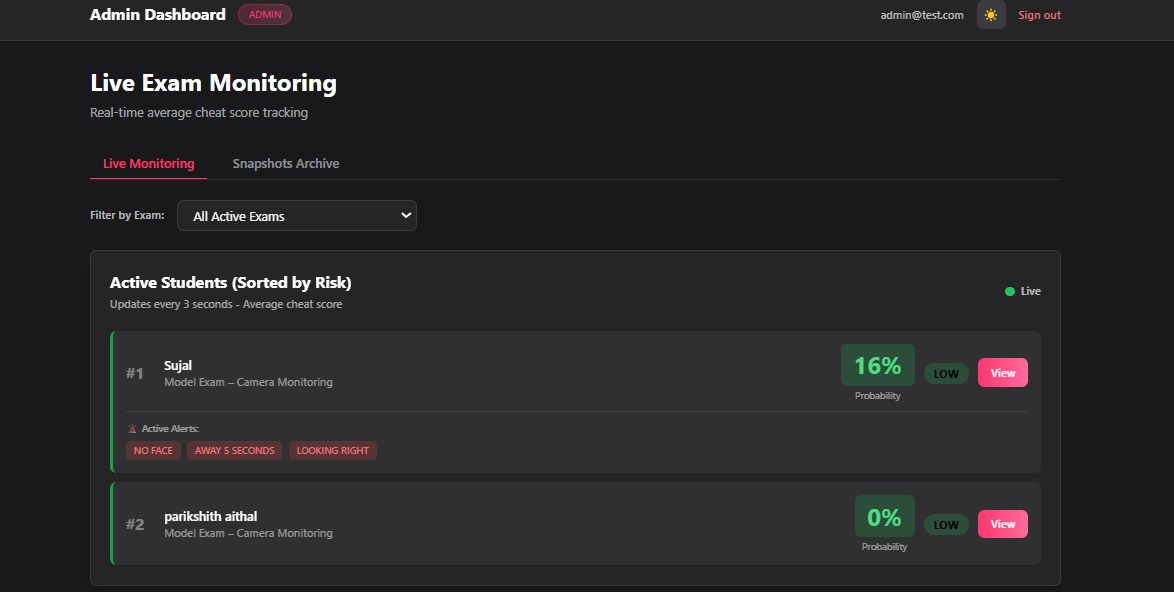 Admin Dashboard ADMIN admin@test.com Sign out
Live Exam Monitoring
Real-time average cheat score tracking
Live Monitoring Snapshots Archive
Filter by Exam: All Active Exams
Active Students (Sorted by Risk)
Updates every 3 seconds - Average cheat score
Live
#1 Sujal
Model Exam – Camera Monitoring
16% LOW View
Probability
Active Alerts:
NO FACE AWAY 5 SECONDS LOOKING RIGHT
#2 parikshith aithal
Model Exam – Camera Monitoring
0% LOW View
Probability